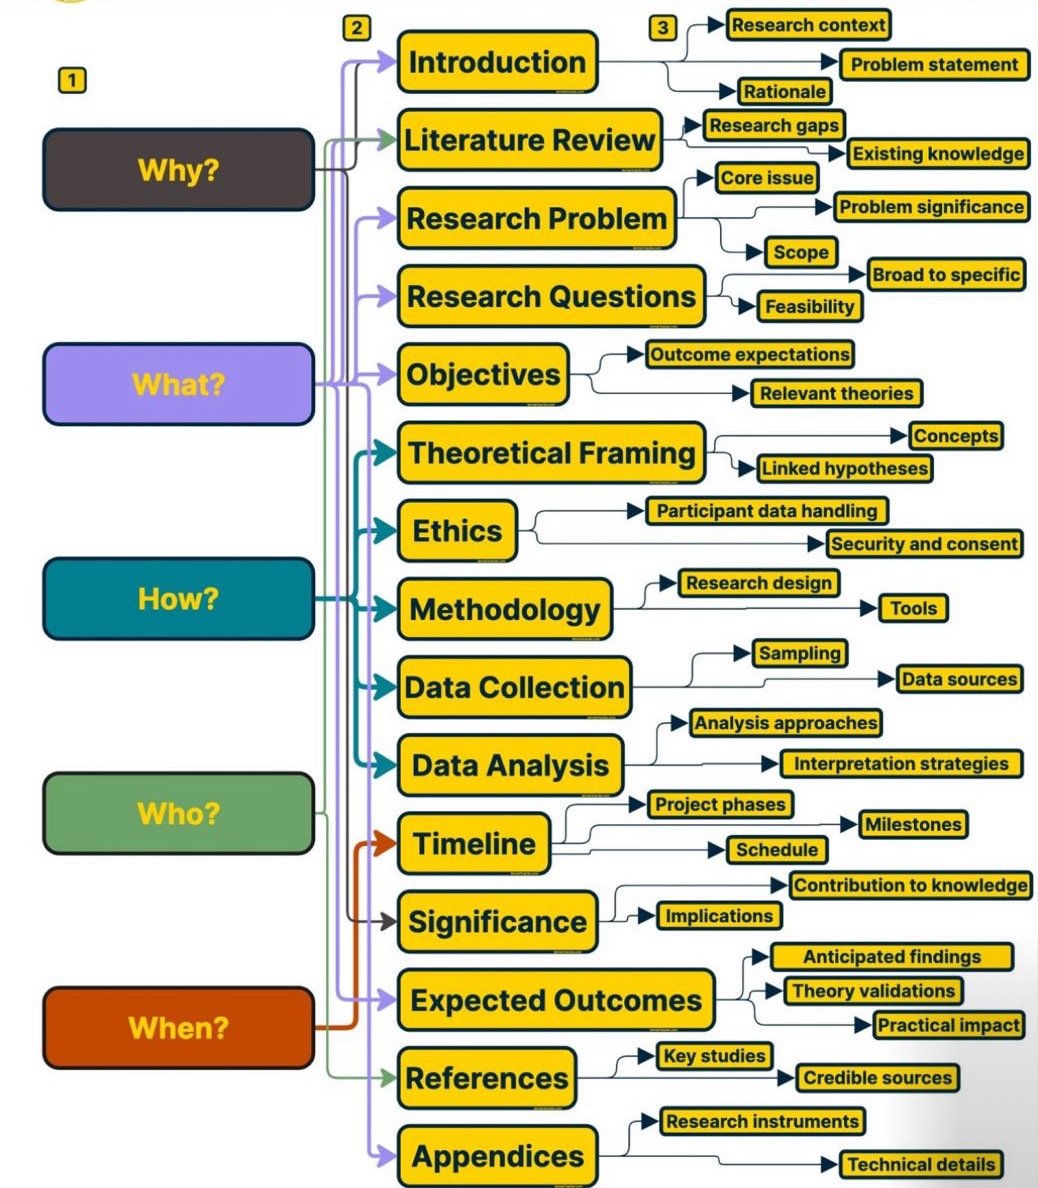 1
2
3
Why?
What?
How?
Who?
When?
Introduction
Research context
Problem statement
Rationale
Literature Review
Research gaps
Existing knowledge
Research Problem
Core issue
Problem significance
Scope
Research Questions
Broad to specific
Feasibility
Objectives
Outcome expectations
Relevant theories
Theoretical Framing
Concepts
Linked hypotheses
Ethics
Participant data handling
Security and consent
Methodology
Research design
Tools
Data Collection
Sampling
Data sources
Data Analysis
Analysis approaches
Interpretation strategies
Timeline
Project phases
Milestones
Schedule
Significance
Contribution to knowledge
Implications
Expected Outcomes
Anticipated findings
Theory validations
Practical impact
References
Key studies
Credible sources
Appendices
Research instruments
Technical details